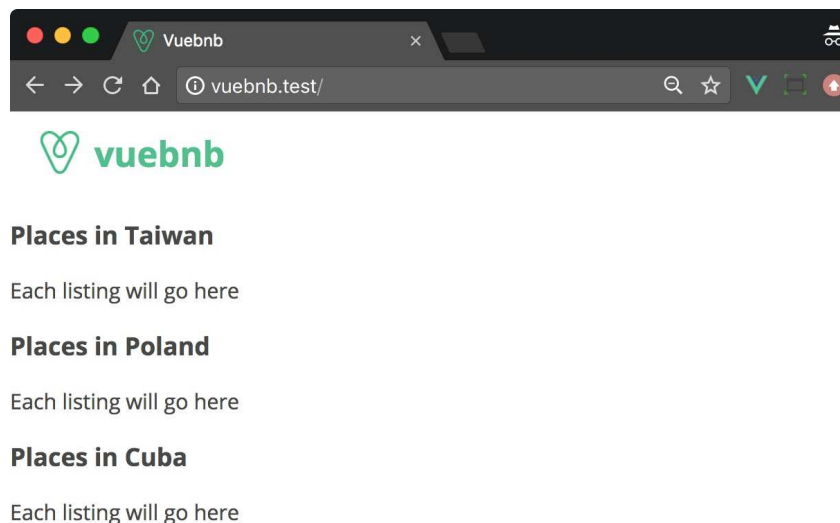 Vuebnb
vuebnb.test/
vuebnb
Places in Taiwan
Each listing will go here
Places in Poland
Each listing will go here
Places in Cuba
Each listing will go here